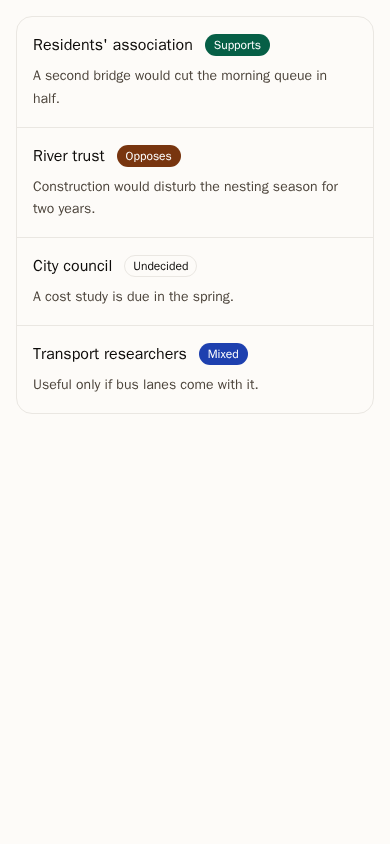 Residents' association Supports
A second bridge would cut the morning queue in
half.
River trust Opposes
Construction would disturb the nesting season for
two years.
City council Undecided
A cost study is due in the spring.
Transport researchers Mixed
Useful only if bus lanes come with it.